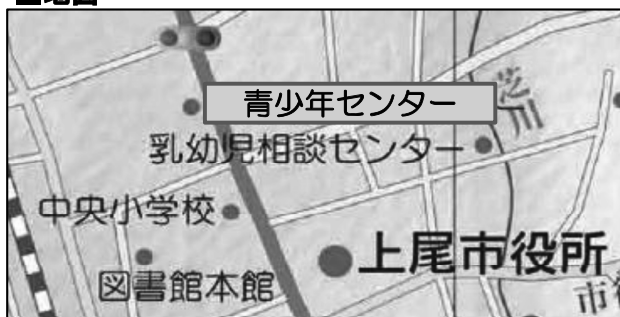 青少年センター
乳幼児相談センター
中央小学校
上尾市役所
図書館本館